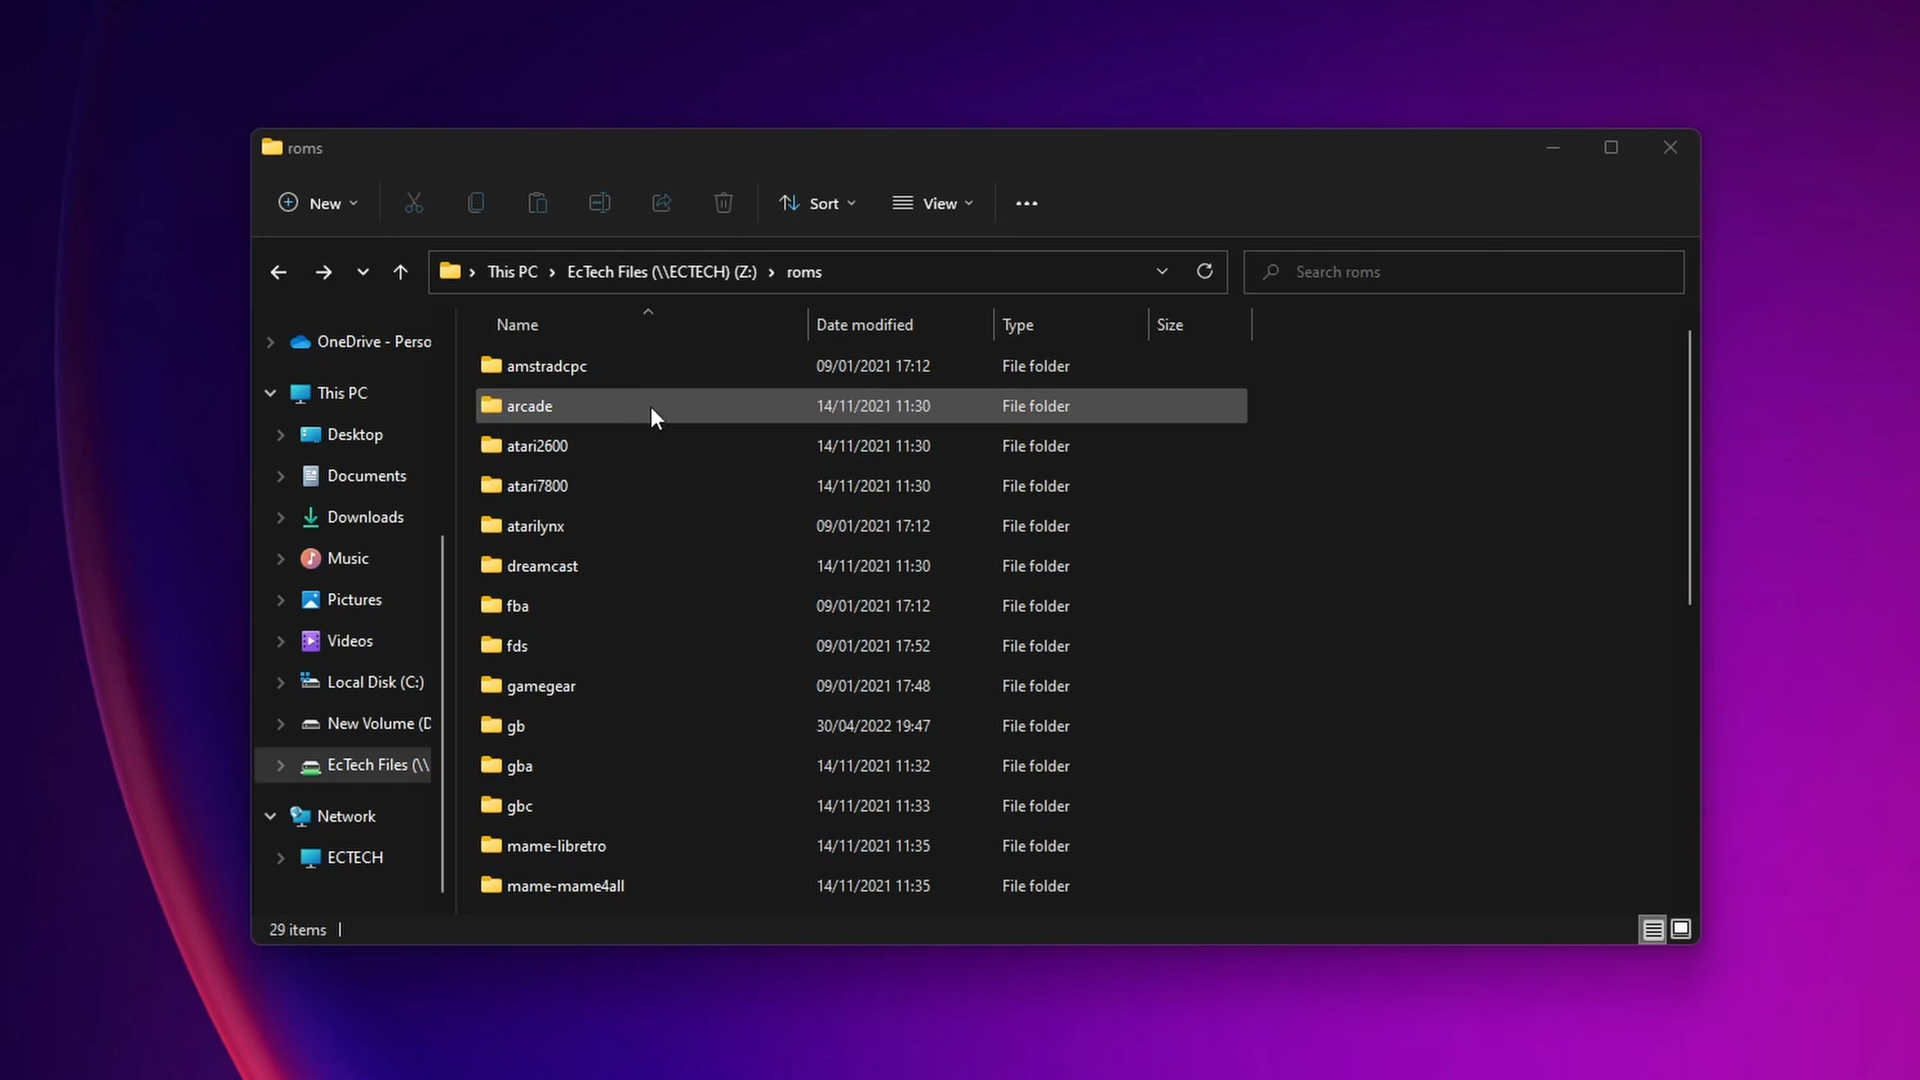 roms
New
Sort
View
This PC
EcTech Files (\\ECTECH) (Z:)
roms
Search roms
Name
Date modified
Type
Size
OneDrive - Perso
This PC
Desktop
Documents
Downloads
Music
Pictures
Videos
Local Disk (C:)
New Volume (D
EcTech Files (\\
Network
ECTECH
amstradcpc 09/01/2021 17:12 File folder
arcade 14/11/2021 11:30 File folder
atari2600 14/11/2021 11:30 File folder
atari7800 14/11/2021 11:30 File folder
atarilynx 09/01/2021 17:12 File folder
dreamcast 14/11/2021 11:30 File folder
fba 09/01/2021 17:12 File folder
fds 09/01/2021 17:52 File folder
gamegear 09/01/2021 17:48 File folder
gb 30/04/2022 19:47 File folder
gba 14/11/2021 11:32 File folder
gbc 14/11/2021 11:33 File folder
mame-libretro 14/11/2021 11:35 File folder
mame-mame4all 14/11/2021 11:35 File folder
29 items